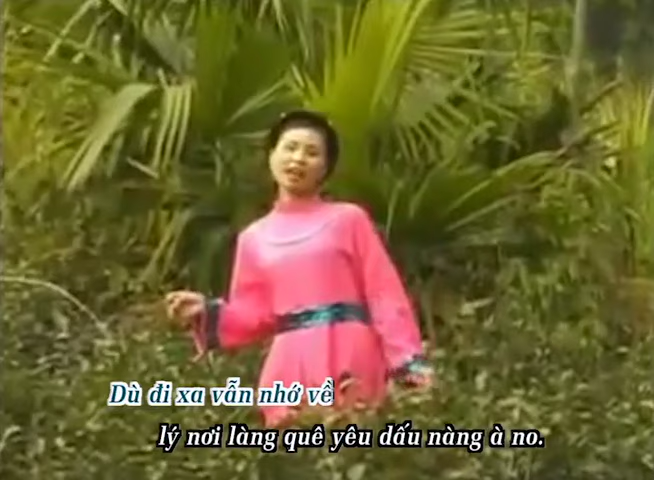 Dù đi xa vẫn nhớ về
lý nơi làng quê yêu dấu nàng à no.